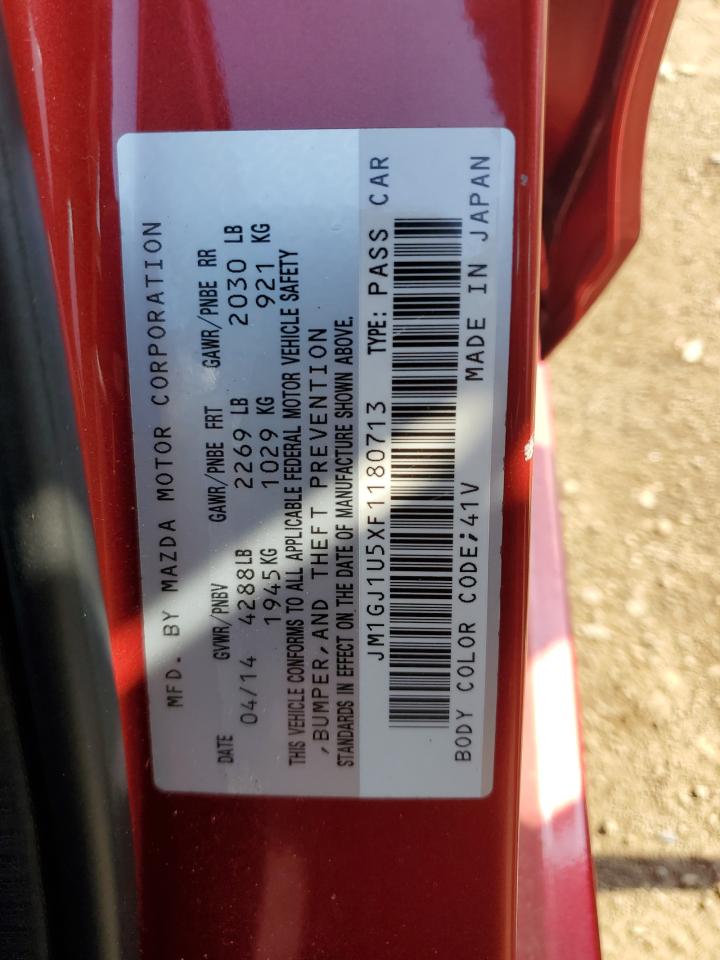 MFD. BY MAZDA MOTOR CORPORATION
DATE GVWR/PNBV GAWR/PNBE FRT GAWR/PNBE RR
04/14 4288LB 2269 LB 2030 LB
1945KG 1029 KG 921 KG
THIS VEHICLE CONFORMS TO ALL APPLICABLE FEDERAL MOTOR VEHICLE SAFETY
,BUMPER,AND THEFT PREVENTION
STANDARDS IN EFFECT ON THE DATE OF MANUFACTURE SHOWN ABOVE.
JM1GJ1U5XF1180713 TYPE: PASS CAR
BODY COLOR CODE;41V MADE IN JAPAN